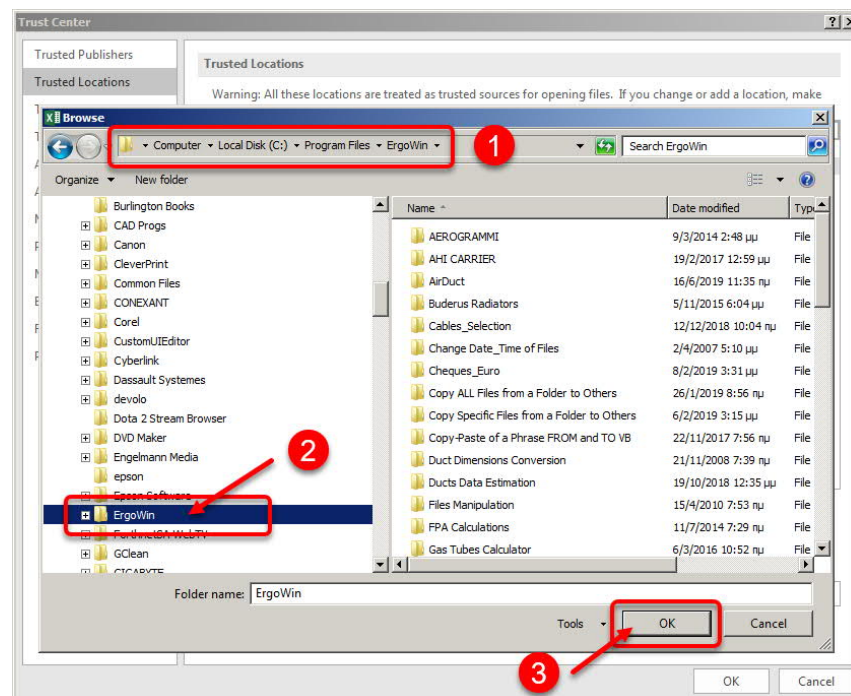 Trust Center
Trusted Publishers
Trusted Locations
Trusted Locations
Warning: All these locations are treated as trusted sources for opening files. If you change or add a location, make
Browse
Computer Local Disk (C:) Program Files ErgoWin
1
Search ErgoWin
Organize New folder
Burlington Books
CAD Progs
Canon
CleverPrint
Common Files
CONEXANT
Corel
CustomUIEditor
Cyberlink
Dassault Systemes
devolo
Dota 2 Stream Browser
DVD Maker
Engelmann Media
epson
Epson Software
ErgoWin
GClean
2
Name Date modified Typ
AEROGRAMMI 9/3/2014 2:48 μμ File
AHI CARRIER 19/2/2017 12:59 μμ File
AirDuct 16/6/2019 11:35 πμ File
Buderus Radiators 5/11/2015 6:04 μμ File
Cables_Selection 12/12/2018 10:04 πμ File
Change Date_Time of Files 2/4/2007 5:10 μμ File
Cheques_Euro 8/2/2019 3:31 μμ File
Copy ALL Files from a Folder to Others 26/1/2019 8:56 πμ File
Copy Specific Files from a Folder to Others 6/2/2019 3:15 μμ File
Copy-Paste of a Phrase FROM and TO VB 22/11/2017 7:56 πμ File
Duct Dimensions Conversion 21/11/2008 7:39 πμ File
Ducts Data Estimation 19/10/2018 12:35 μμ File
Files Manipulation 15/4/2010 7:53 πμ File
FPA Calculations 11/7/2014 7:29 πμ File
Gas Tubes Calculator 6/3/2016 10:52 πμ File
Folder name: ErgoWin
Tools OK Cancel
3
OK Cancel